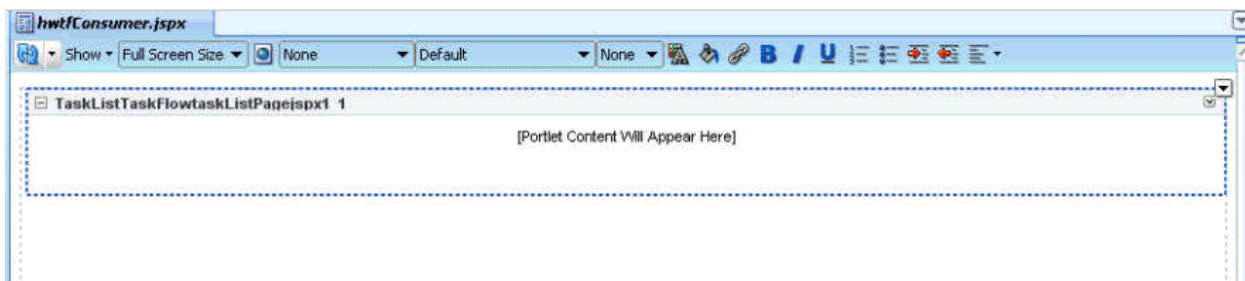 hwtfConsumer.jspx
Show Full Screen Size None Default None B I U
TaskListTaskFlowtaskListPagejspx1 1
[Portlet Content Will Appear Here]